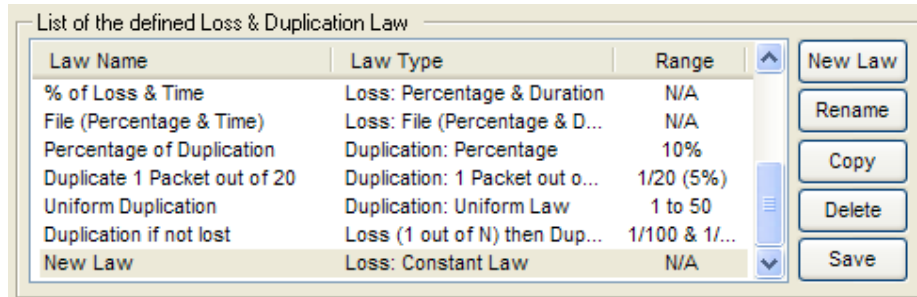 List of the defined Loss & Duplication Law
Law Name Law Type Range New Law
% of Loss & Time Loss: Percentage & Duration N/A
File (Percentage & Time) Loss: File (Percentage & D... N/A Rename
Percentage of Duplication Duplication: Percentage 10% Copy
Duplicate 1 Packet out of 20 Duplication: 1 Packet out o... 1/20 (5%)
Uniform Duplication Duplication: Uniform Law 1 to 50 Delete
Duplication if not lost Loss (1 out of N) then Dup... 1/100 & 1/...
New Law Loss: Constant Law N/A Save